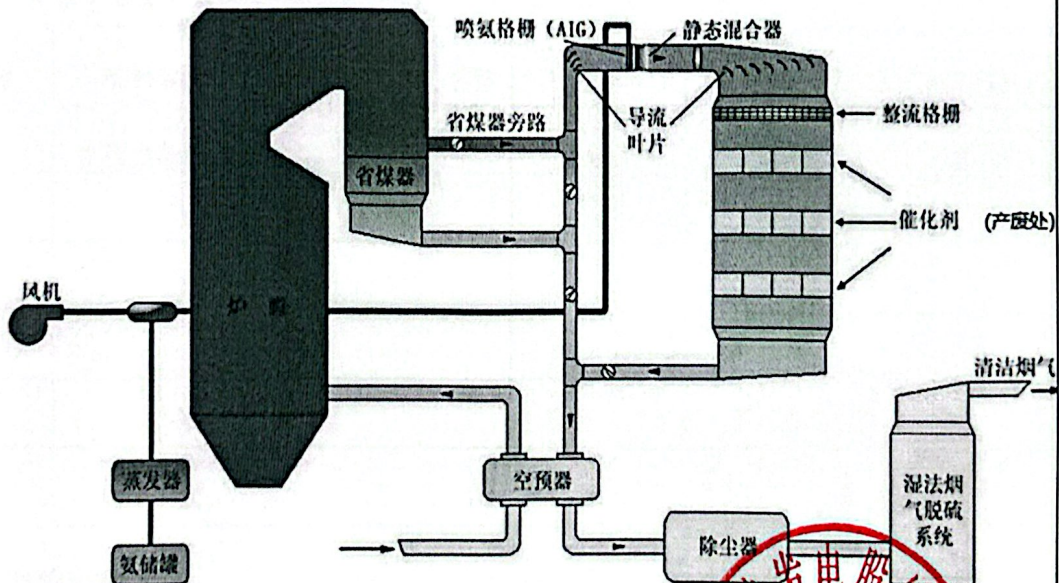 喷氨格栅（AIG）
静态混合器
导流
叶片
整流格栅
省煤器旁路
省煤器
催化剂 (产废处)
风机
炉
清洁烟气
蒸发器
空预器
湿法烟
气脱硫
系统
除尘器
氨储罐
省电船